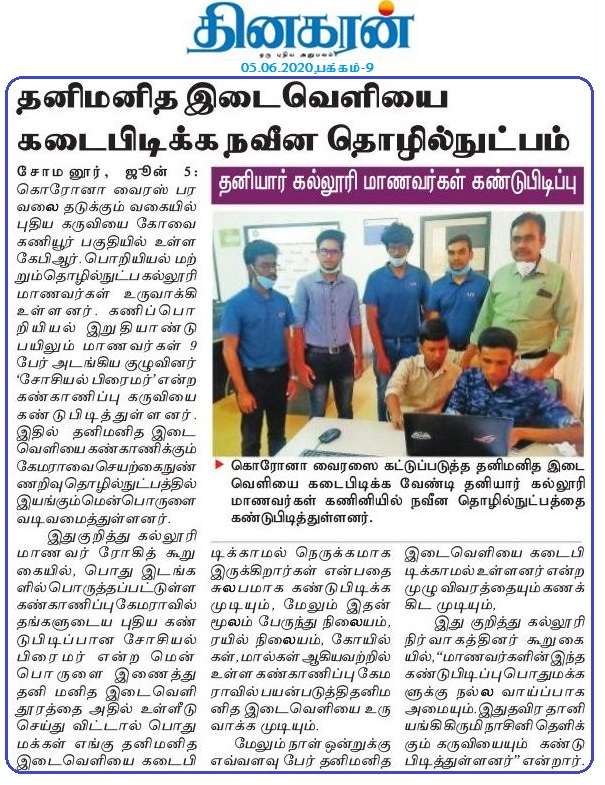 தினகரன்
ஒரு புதிய அனுபவம்
05.06.2020,பக்கம்-9
தனிமனித இடைவெளியை
கடைபிடிக்க நவீன தொழில்நுட்பம்
தனியார் கல்லூரி மாணவர்கள் கண்டுபிடிப்பு
சோமனூர், ஜூன் 5:
கொரோனா வைரஸ் பர
வலை தடுக்கும் வகையில்
புதிய கருவியை கோவை
கணியூர் பகுதியில் உள்ள
கேபிஆர். பொறியியல் மற்
றும்தொழில்நுட்பகல்லூரி
மாணவர்கள் உருவாக்கி
உள்ளனர். கணிப்பொ
றியியல் இறுதியாண்டு
பயிலும் மாணவர்கள் 9
பேர் அடங்கிய குழுவினர்
'சோசியல் பிரைமர்' என்ற
கண்காணிப்பு கருவியை
கண்டுபிடித்துள்ளனர்.
இதில் தனிமனித இடை
வெளியை கண்காணிக்கும்
கேமராவை செயற்கைநுண்
ணறிவு தொழில்நுட்பத்தில்
இயங்கும்மென்பொருளை
வடிவமைத்துள்ளனர்.
இதுகுறித்து கல்லூரி
மாணவர் ரோகித் கூறு
கையில், பொது இடங்க
ளில்பொருத்தப்பட்டுள்ள
கண்காணிப்பு கேமராவில்
தங்களுடைய புதிய கண்
டுபிடிப்பான சோசியல்
பிரைமர் என்ற மென்
பொருளை இணைத்து
தனி மனித இடைவெளி
தூரத்தை அதில் உள்ளீடு
செய்து விட்டால் பொது
மக்கள் எங்கு தனிமனித
இடைவெளியை கடைபி
கொரோனா வைரஸை கட்டுப்படுத்த தனிமனித இடை
வெளியை கடைபிடிக்க வேண்டி தனியார் கல்லூரி
மாணவர்கள் கணினியில் நவீன தொழில்நுட்பத்தை
கண்டுபிடித்துள்ளனர்.
டிக்காமல் நெருக்கமாக
இருக்கிறார்கள் என்பதை
சுலபமாக கண்டுபிடிக்க
முடியும், மேலும் இதன்
மூலம் பேருந்து நிலையம்,
ரயில் நிலையம், கோயில்
கள், மால்கள் ஆகியவற்றில்
உள்ள கண்காணிப்பு கேம
ராவில் பயன்படுத்தி தனிம
னித இடைவெளியை உரு
வாக்க முடியும்.
மேலும் நாள் ஒன்றுக்கு
எவ்வளவு பேர் தனிமனித
இடைவெளியை கடைபி
டிக்காமல் உள்ளனர் என்ற
முழு விவரத்தையும் கணக்
கிட முடியும்,
இது குறித்து கல்லூரி
நிர்வாகத்தினர் கூறுகை
யில், "மாணவர்களின் இந்த
கண்டுபிடிப்பு பொதுமக்க
ளுக்கு நல்ல வாய்ப்பாக
அமையும். இதுதவிர தானி
யங்கி கிருமி நாசினி தெளிக்
கும் கருவியையும் கண்டு
பிடித்துள்ளனர்" என்றார்.